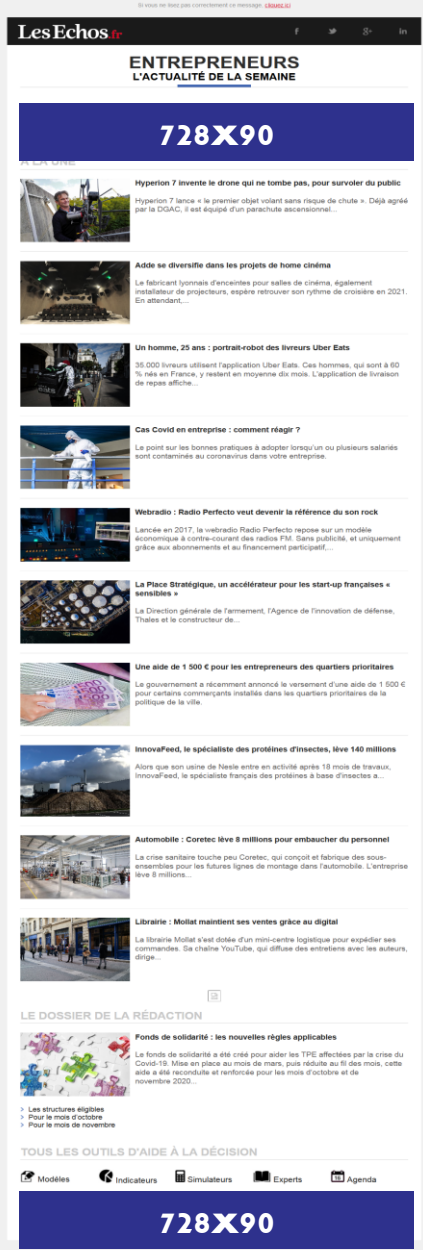 Si vous ne lisez pas correctement ce message, cliquez ici
Les Echos.fr
f g+ in
ENTREPRENEURS
L'ACTUALITÉ DE LA SEMAINE
728X90
A LA UNE
Hyperion 7 invente le drone qui ne tombe pas, pour survoler du public
Hyperion 7 lance « le premier objet volant sans risque de chute ». Déjà agréé
par la DGAC, il est équipé d'un parachute ascensionnel...
Adde se diversifie dans les projets de home cinéma
Le fabricant lyonnais d'enceintes pour salles de cinéma, également
installateur de projecteurs, espère retrouver son rythme de croisière en 2021.
En attendant,...
Un homme, 25 ans : portrait-robot des livreurs Uber Eats
35.000 livreurs utilisent l'application Uber Eats. Ces hommes, qui sont à 60
% nés en France, y restent en moyenne dix mois. L'application de livraison
de repas affiche...
Cas Covid en entreprise : comment réagir ?
Le point sur les bonnes pratiques à adopter lorsqu'un ou plusieurs salariés
sont contaminés au coronavirus dans votre entreprise.
Webradio : Radio Perfecto veut devenir la référence du son rock
Lancée en 2017, la webradio Radio Perfecto repose sur un modèle
économique à contre-courant des radios FM. Sans publicité, et uniquement
grâce aux abonnements et au financement participatif,...
La Place Stratégique, un accélérateur pour les start-up françaises «
sensibles »
La Direction générale de l'armement, l'Agence de l'innovation de défense,
Thales et le constructeur de...
Une aide de 1 500 € pour les entrepreneurs des quartiers prioritaires
Le gouvernement a récemment annoncé le versement d'une aide de 1 500 €
pour certains commerçants installés dans les quartiers prioritaires de la
politique de la ville.
InnovaFeed, le spécialiste des protéines d'insectes, lève 140 millions
Alors que son usine de Nesle entre en activité après 18 mois de travaux,
InnovaFeed, le spécialiste français des protéines à base d'insectes a...
Automobile : Coretec lève 8 millions pour embaucher du personnel
La crise sanitaire touche peu Coretec, qui conçoit et fabrique des sous-
ensembles pour les futures lignes de montage dans l'automobile. L'entreprise
lève 8 millions...
Librairie : Mollat maintient ses ventes grâce au digital
La librairie Mollat s'est dotée d'un mini-centre logistique pour expédier ses
commandes. Sa chaîne YouTube, qui diffuse des entretiens avec les auteurs,
dirige...
LE DOSSIER DE LA RÉDACTION
Fonds de solidarité : les nouvelles règles applicables
Le fonds de solidarité a été créé pour aider les TPE affectées par la crise du
Covid-19. Mise en place au mois de mars, puis réduite au fil des mois, cette
aide a été reconduite et renforcée pour les mois d'octobre et de
novembre 2020...
> Les structures éligibles
> Pour le mois d'octobre
> Pour le mois de novembre
TOUS LES OUTILS D'AIDE À LA DÉCISION
Modèles Indicateurs Simulateurs Experts Agenda
728X90